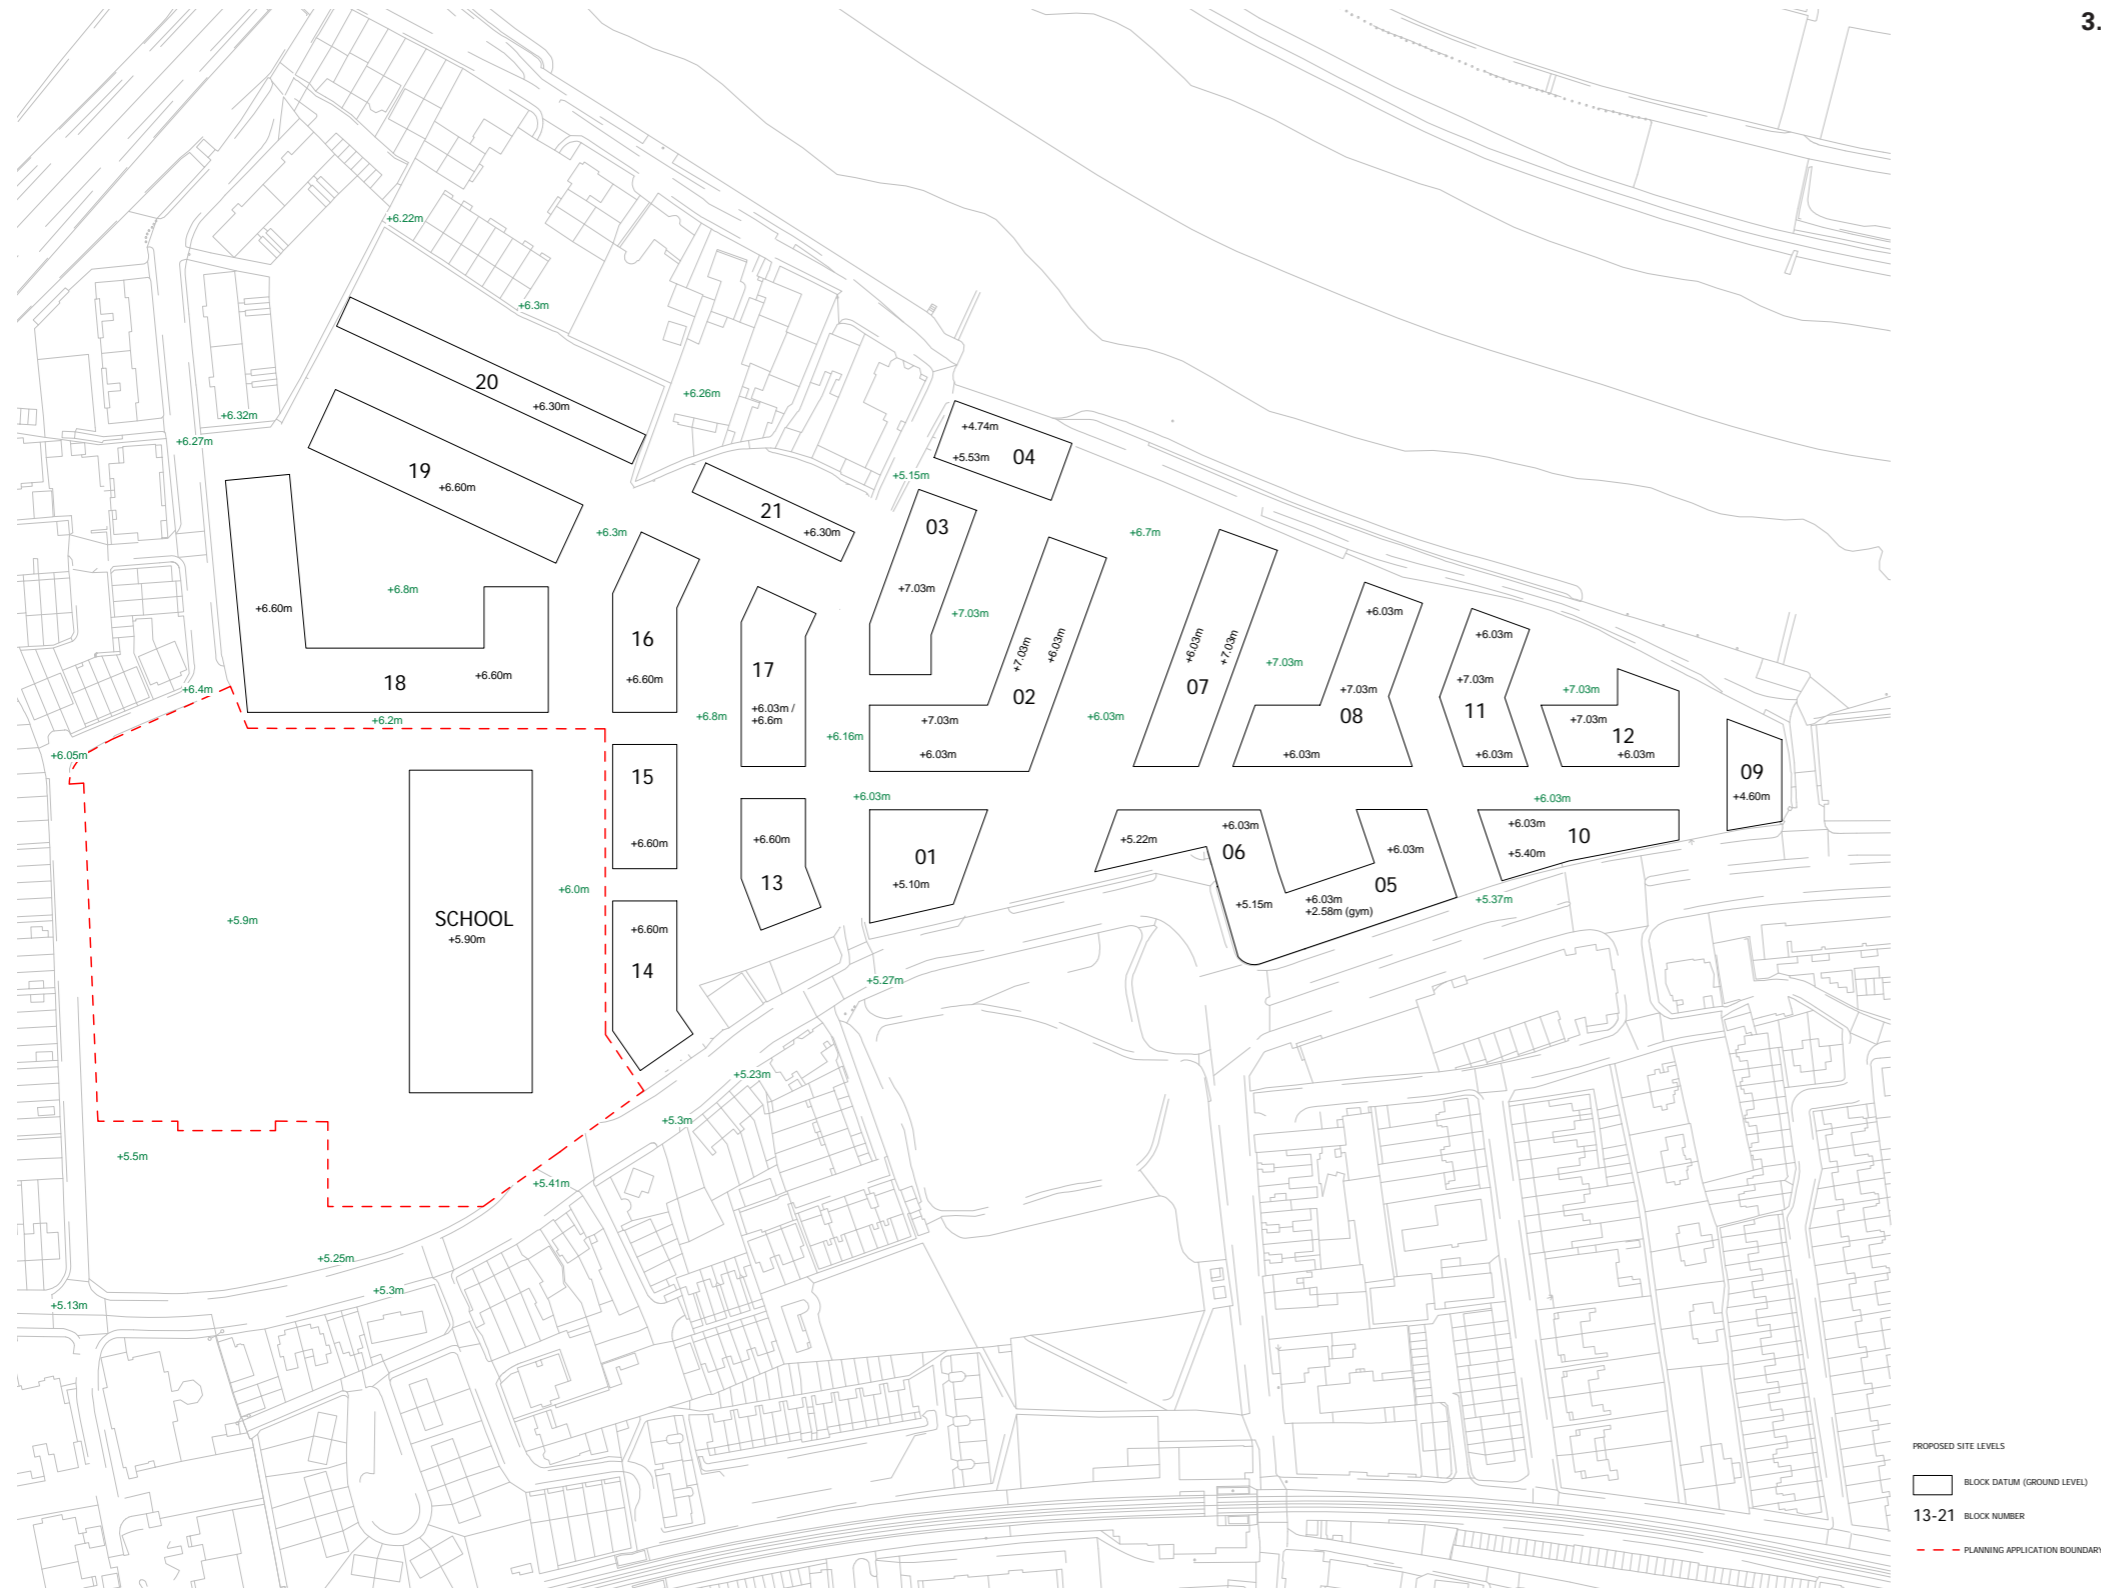 3.
+6.22m
+6.3m
20
+6.30m
+6.26m
+6.32m
+6.27m
+4.74m
+5.53m
04
19
+6.60m
+5.15m
21
+6.30m
03
+6.3m
+6.7m
+7.03m
+7.03m
+6.8m
+6.60m
16
+6.60m
+6.03m
+6.03m
+7.03m
+6.03m
+6.03m
+7.03m
+7.03m
17
+6.03m /
+6.6m
18
+6.60m
02
+7.03m
+6.03m
07
+7.03m
08
+6.03m
+7.03m
11
+6.03m
+7.03m
+7.03m
12
+6.03m
+6.4m
+6.2m
+6.8m
+6.16m
+6.03m
+6.05m
15
+6.60m
+6.03m
+6.03m
09
+4.60m
+6.60m
13
01
+5.10m
+5.22m
+6.03m
06
+6.03m
05
+6.03m
10
+5.40m
+6.0m
+5.15m
+6.03m
+2.58m (gym)
+5.37m
+5.9m
SCHOOL
+5.90m
+6.60m
14
+5.27m
+5.23m
+5.3m
+5.5m
+5.41m
+5.25m
+5.3m
+5.13m
PROPOSED SITE LEVELS
BLOCK DATUM (GROUND LEVEL)
13-21 BLOCK NUMBER
PLANNING APPLICATION BOUNDARY